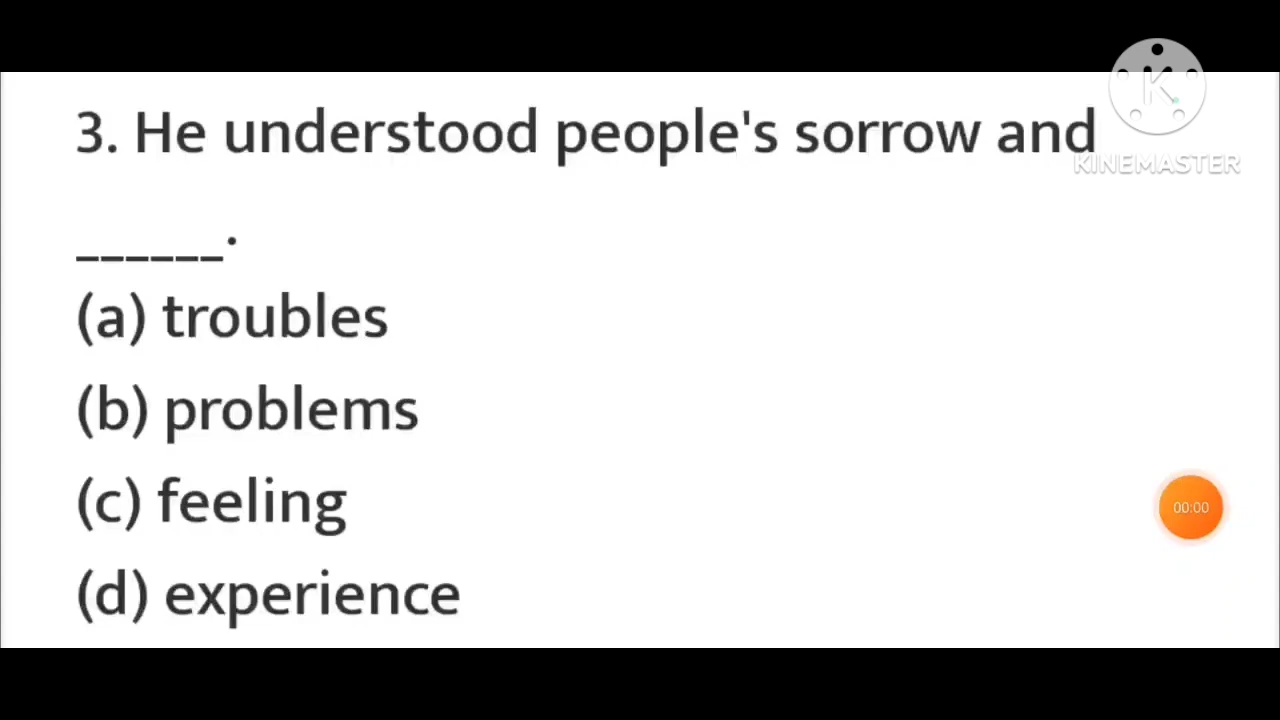 3. He understood people's sorrow and
______.
(a) troubles
(b) problems
(c) feeling
(d) experience
K
KINEMASTER
00:00